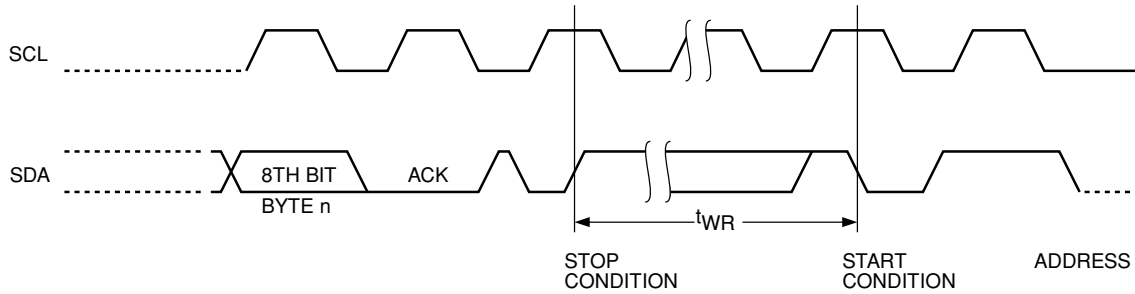 SCL
SDA
8TH BIT
ACK
BYTE n
tWR
STOP
CONDITION
START
CONDITION
ADDRESS